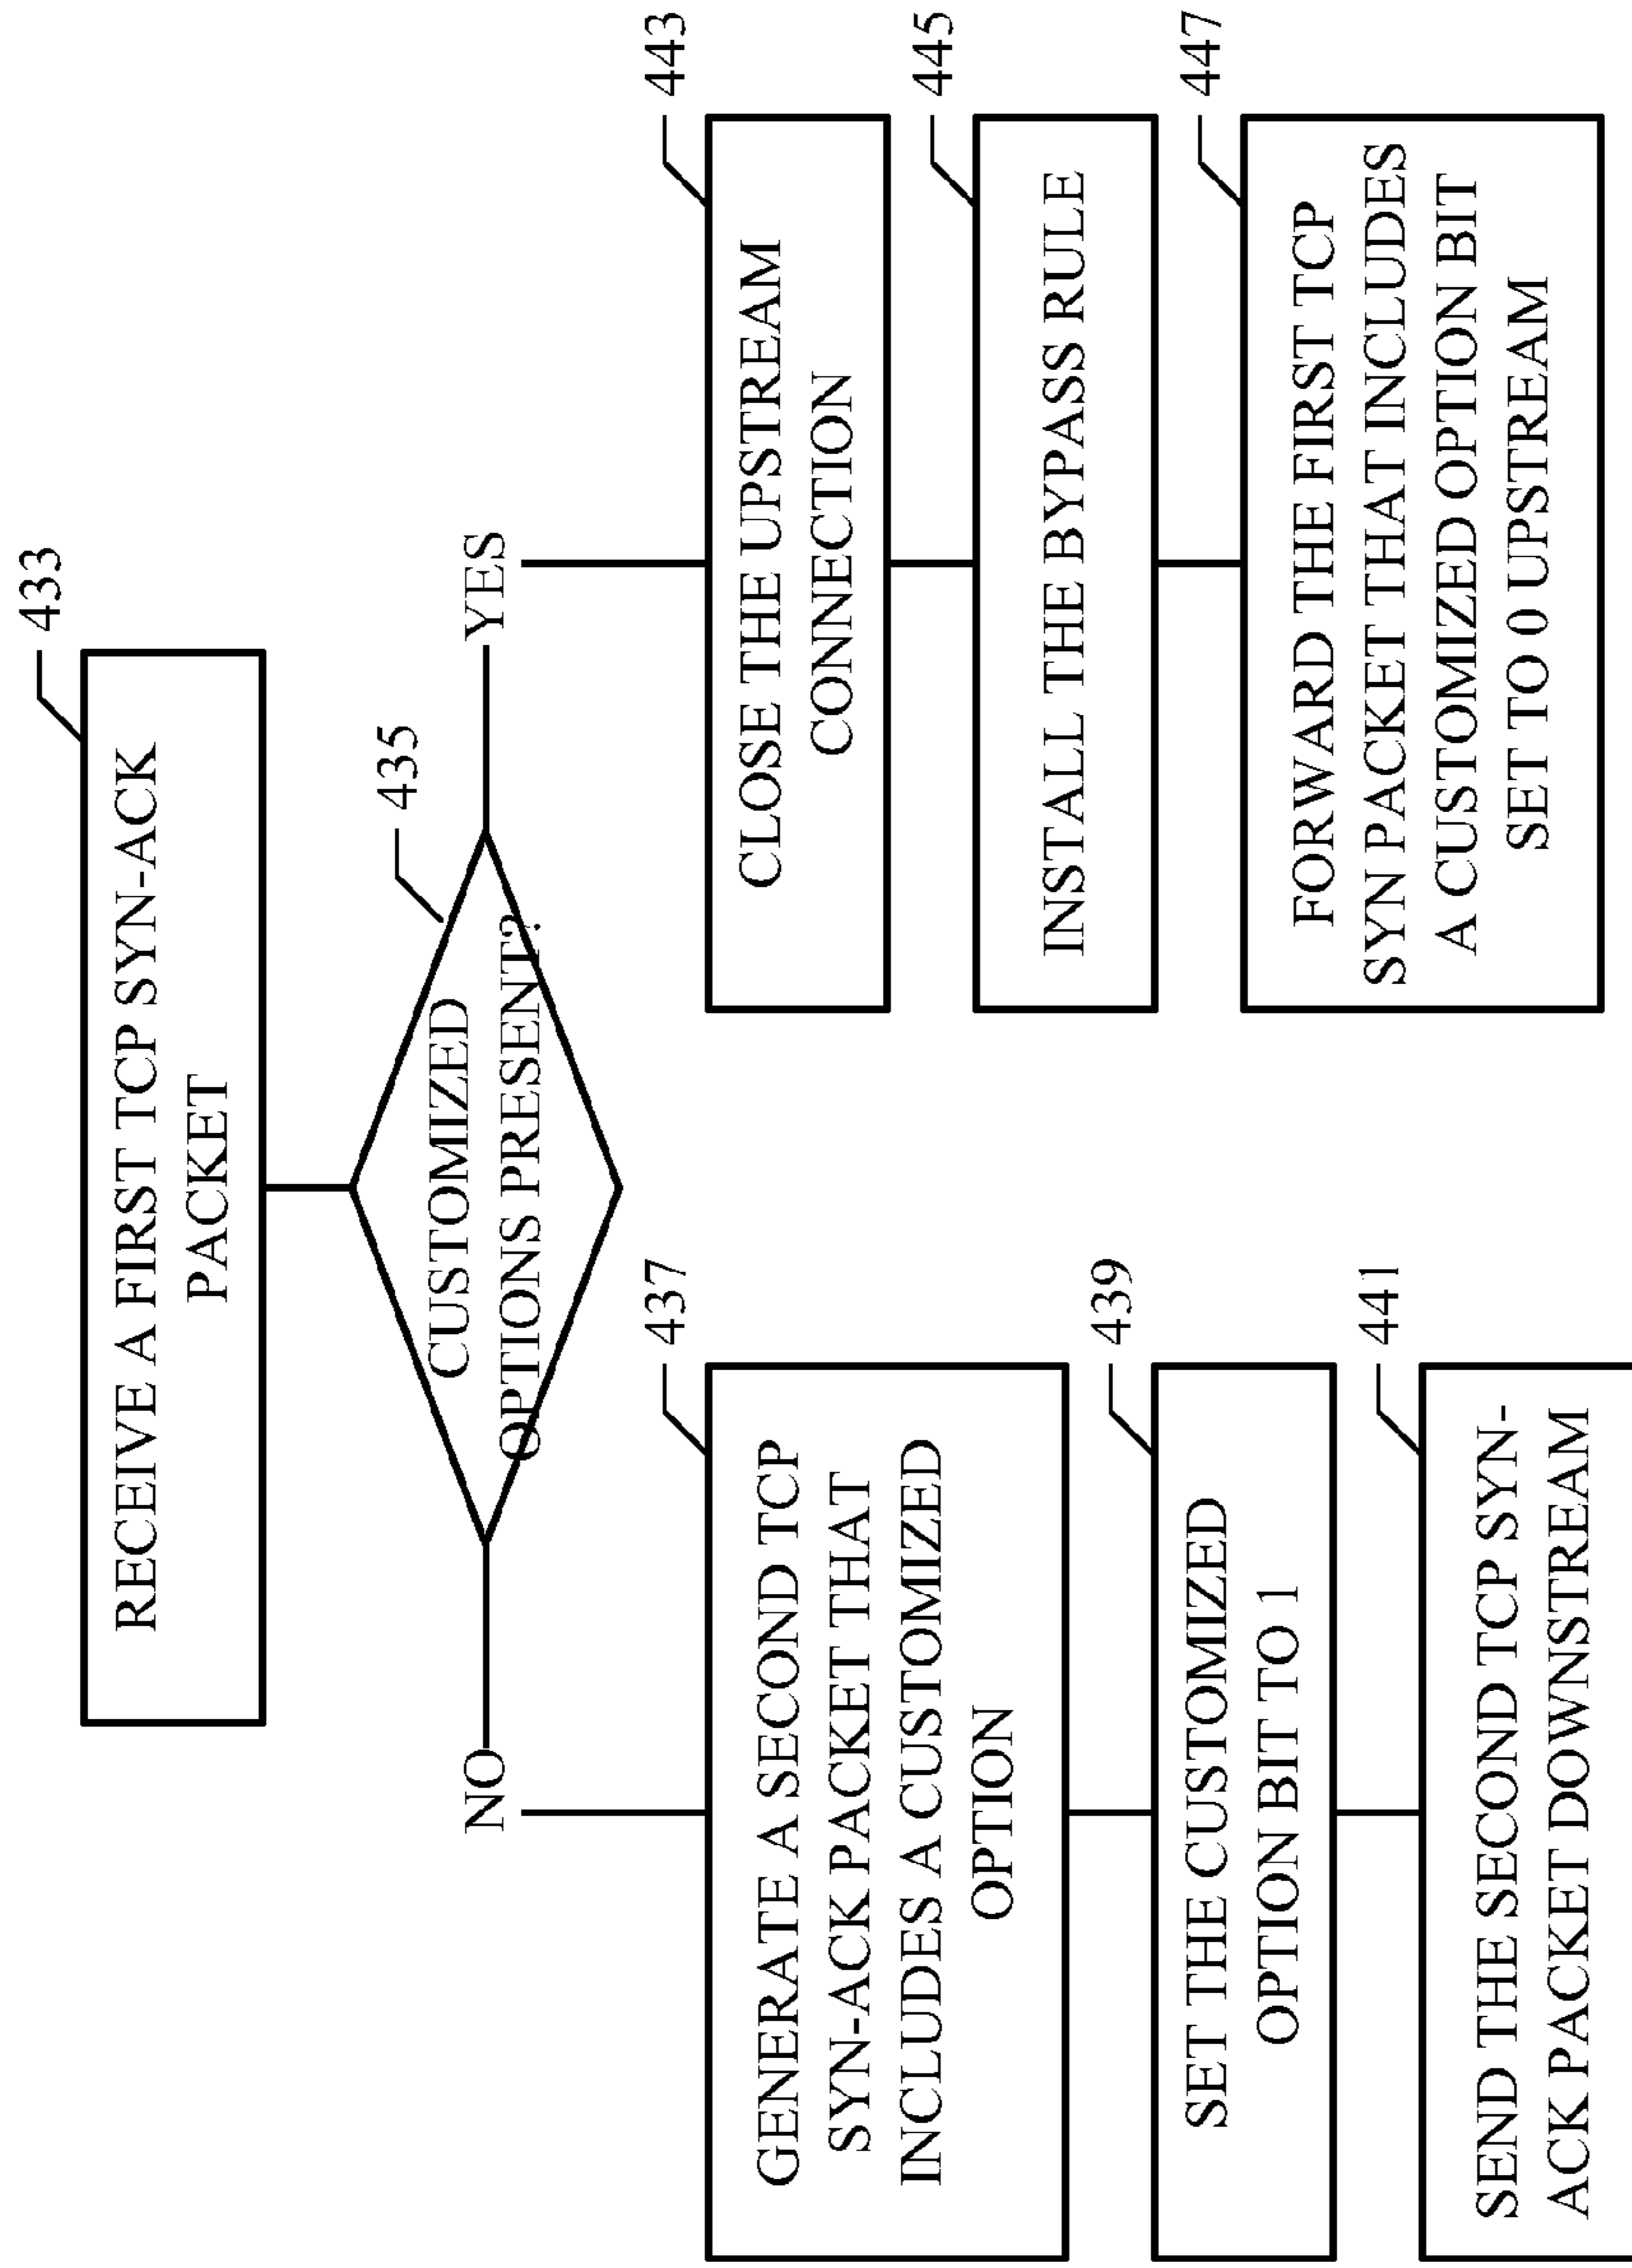 433
RECEIVE A FIRST TCP SYN-ACK
PACKET
435
CUSTOMIZED
OPTIONS PRESENT?
NO
YES
437
GENERATE A SECOND TCP
SYN-ACK PACKET THAT
INCLUDES A CUSTOMIZED
OPTION
439
SET THE CUSTOMIZED
OPTION BIT TO 1
441
SEND THE SECOND TCP SYN-
ACK PACKET DOWNSTREAM
443
CLOSE THE UPSTREAM
CONNECTION
445
INSTALL THE BYPASS RULE
447
FORWARD THE FIRST TCP
SYN PACKET THAT INCLUDES
A CUSTOMIZED OPTION BIT
SET TO 0 UPSTREAM